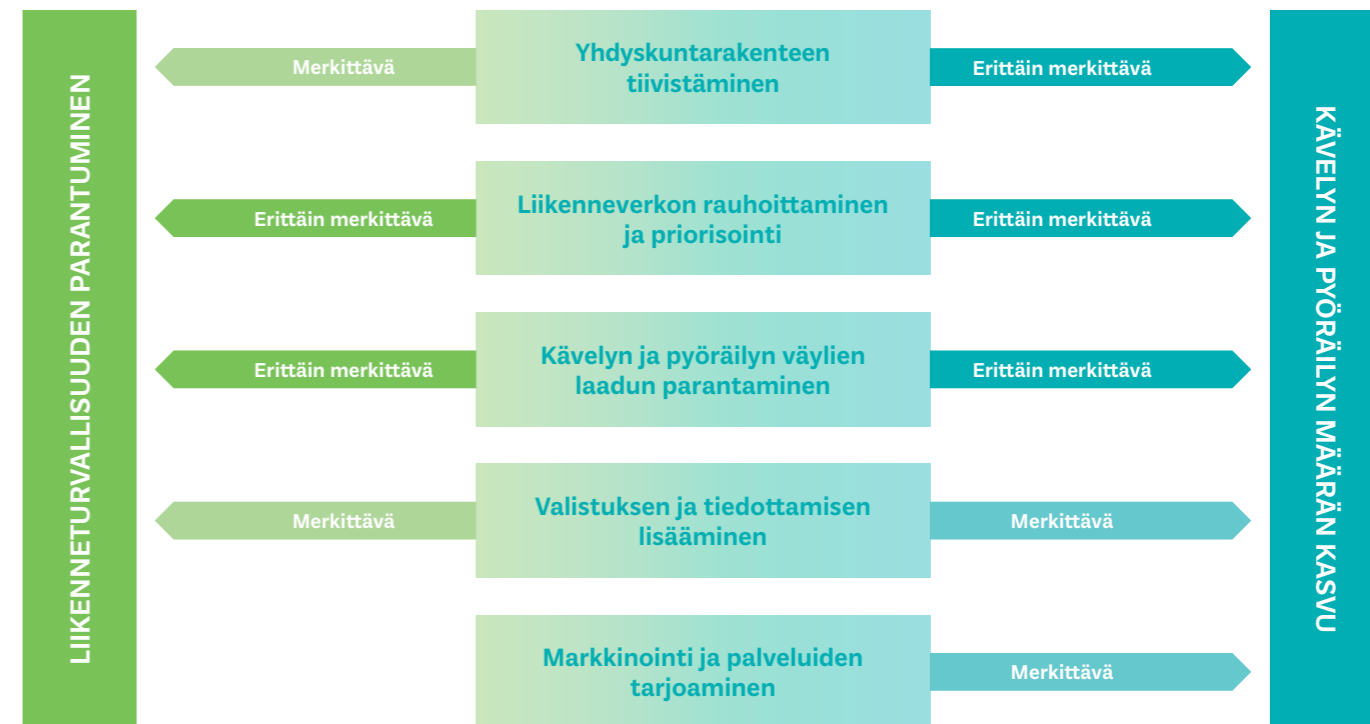 LIIKENNETURVALLISUUDEN PARANTUMINEN
Merkittävä
Yhdyskuntarakenteen
tiivistäminen
Erittäin merkittävä
Erittäin merkittävä
Liikenneverkon rauhoittaminen
ja priorisointi
Erittäin merkittävä
Erittäin merkittävä
Kävelyn ja pyöräilyn väylien
laadun parantaminen
Erittäin merkittävä
Merkittävä
Valistuksen ja tiedottamisen
lisääminen
Merkittävä
Markkinointi ja palveluiden
tarjoaminen
Merkittävä
KÄVELYN JA PYÖRÄILYN MÄÄRÄN KASVU